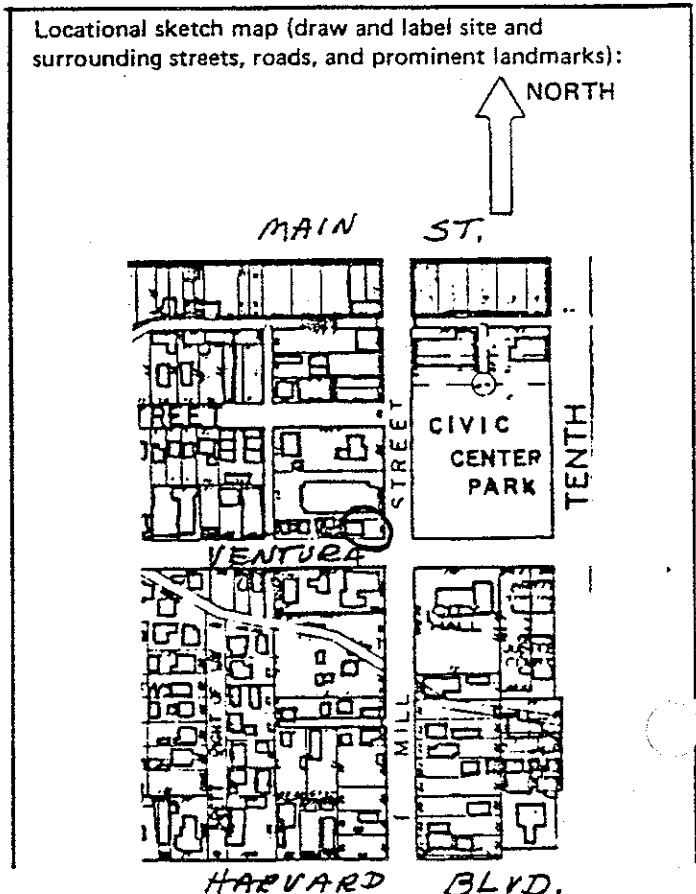 Locational sketch map (draw and label site and
surrounding streets, roads, and prominent landmarks):
NORTH
MAIN ST.
STREET
CIVIC
CENTER
PARK
TENTH
VENTURA
MILL
HARVARD BLVD.